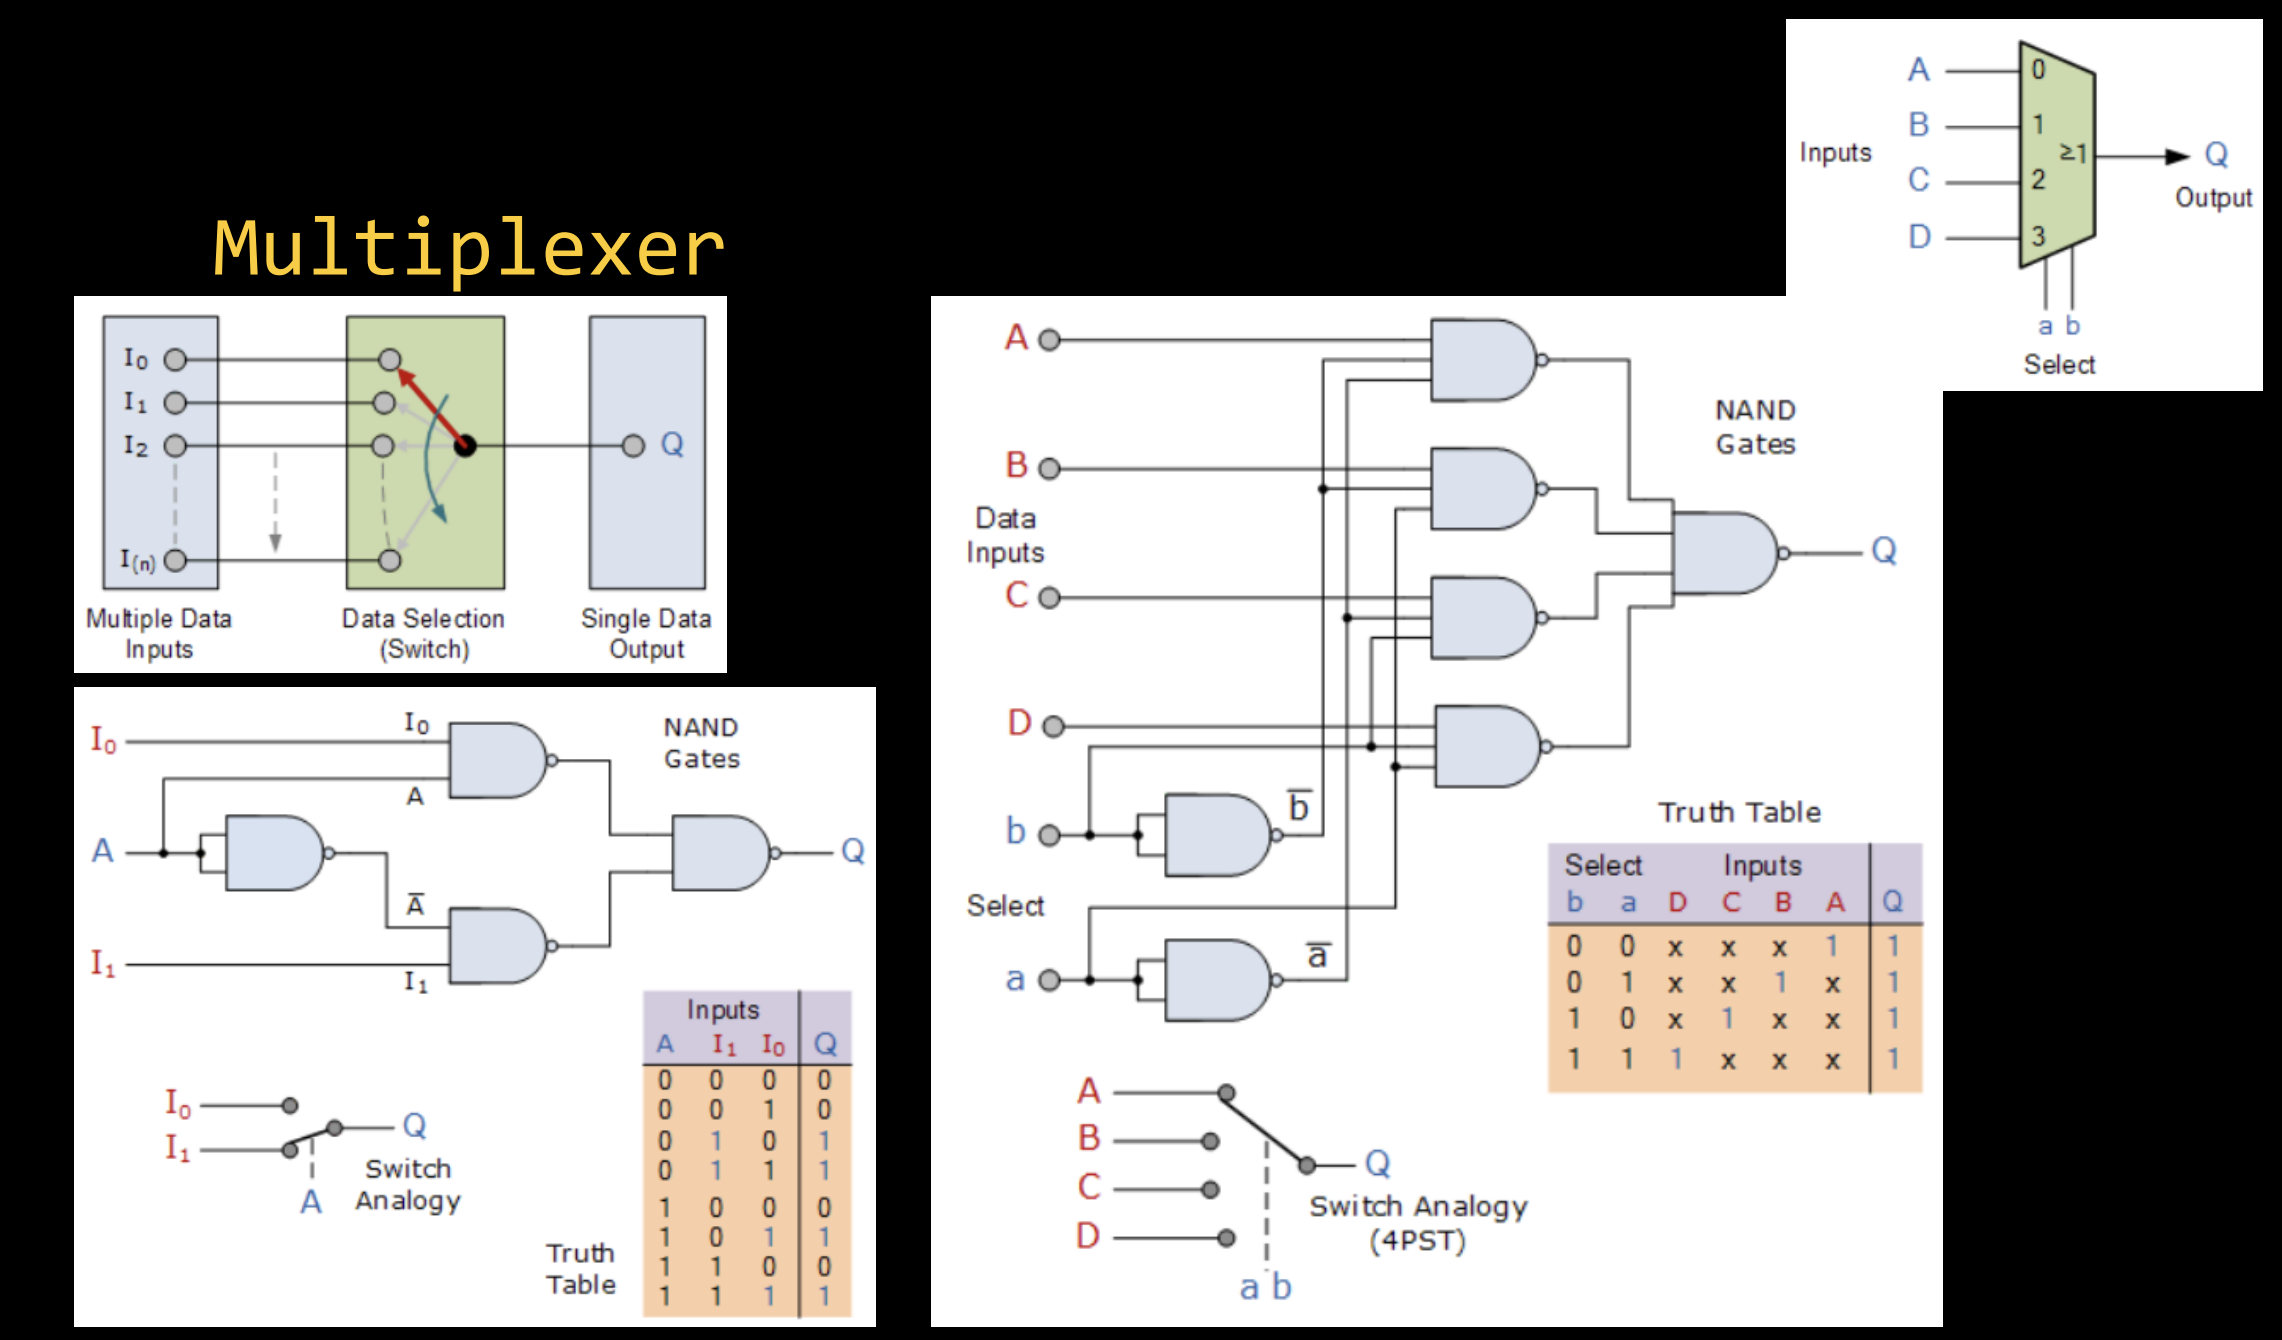 Multiplexer
I0
I1
I2
I(n)
Q
Multiple Data
Inputs
Data Selection
(Switch)
Single Data
Output
I0
I0
A
A
A̅
I1
I1
NAND
Gates
Q
I0
I1
Q
A
Switch
Analogy
Truth
Table
Inputs
A I1 I0 Q
0 0 0 0
0 0 1 0
0 1 0 1
0 1 1 1
1 0 0 0
1 0 1 1
1 1 0 0
1 1 1 1
A
B
Data
Inputs
C
D
b
b̅
Select
a
a̅
NAND
Gates
Q
Truth Table
Select Inputs
b a D C B A Q
0 0 x x x 1 1
0 1 x x 1 x 1
1 0 x 1 x x 1
1 1 1 x x x 1
A
B
C
D
Q
Switch Analogy
(4PST)
a b
Inputs
A 0
B 1
C 2
D 3
≥1
Q
Output
a b
Select